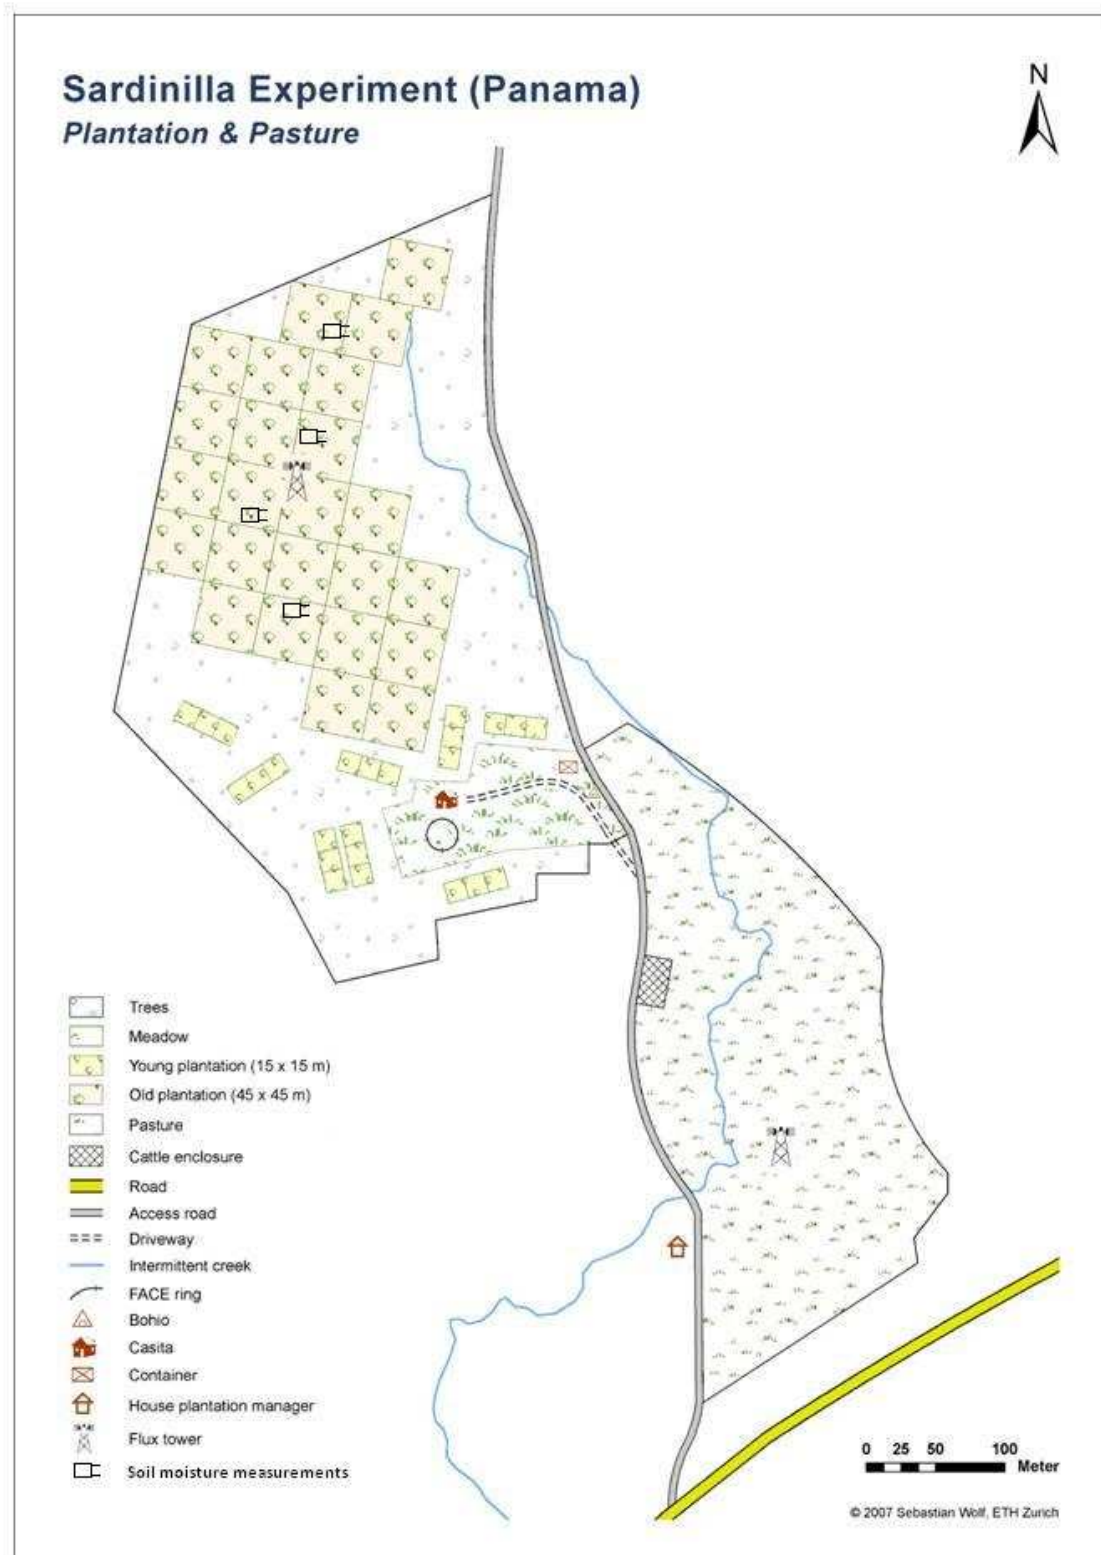 Sardinilla Experiment (Panama)
Plantation & Pasture
N
Trees
Meadow
Young plantation (15 x 15 m)
Old plantation (45 x 45 m)
Pasture
Cattle enclosure
Road
Access road
Driveway
Intermittent creek
FACE ring
Bohio
Casita
Container
House plantation manager
Flux tower
Soil moisture measurements
0 25 50 100
Meter
© 2007 Sebastian Wolf, ETH Zurich